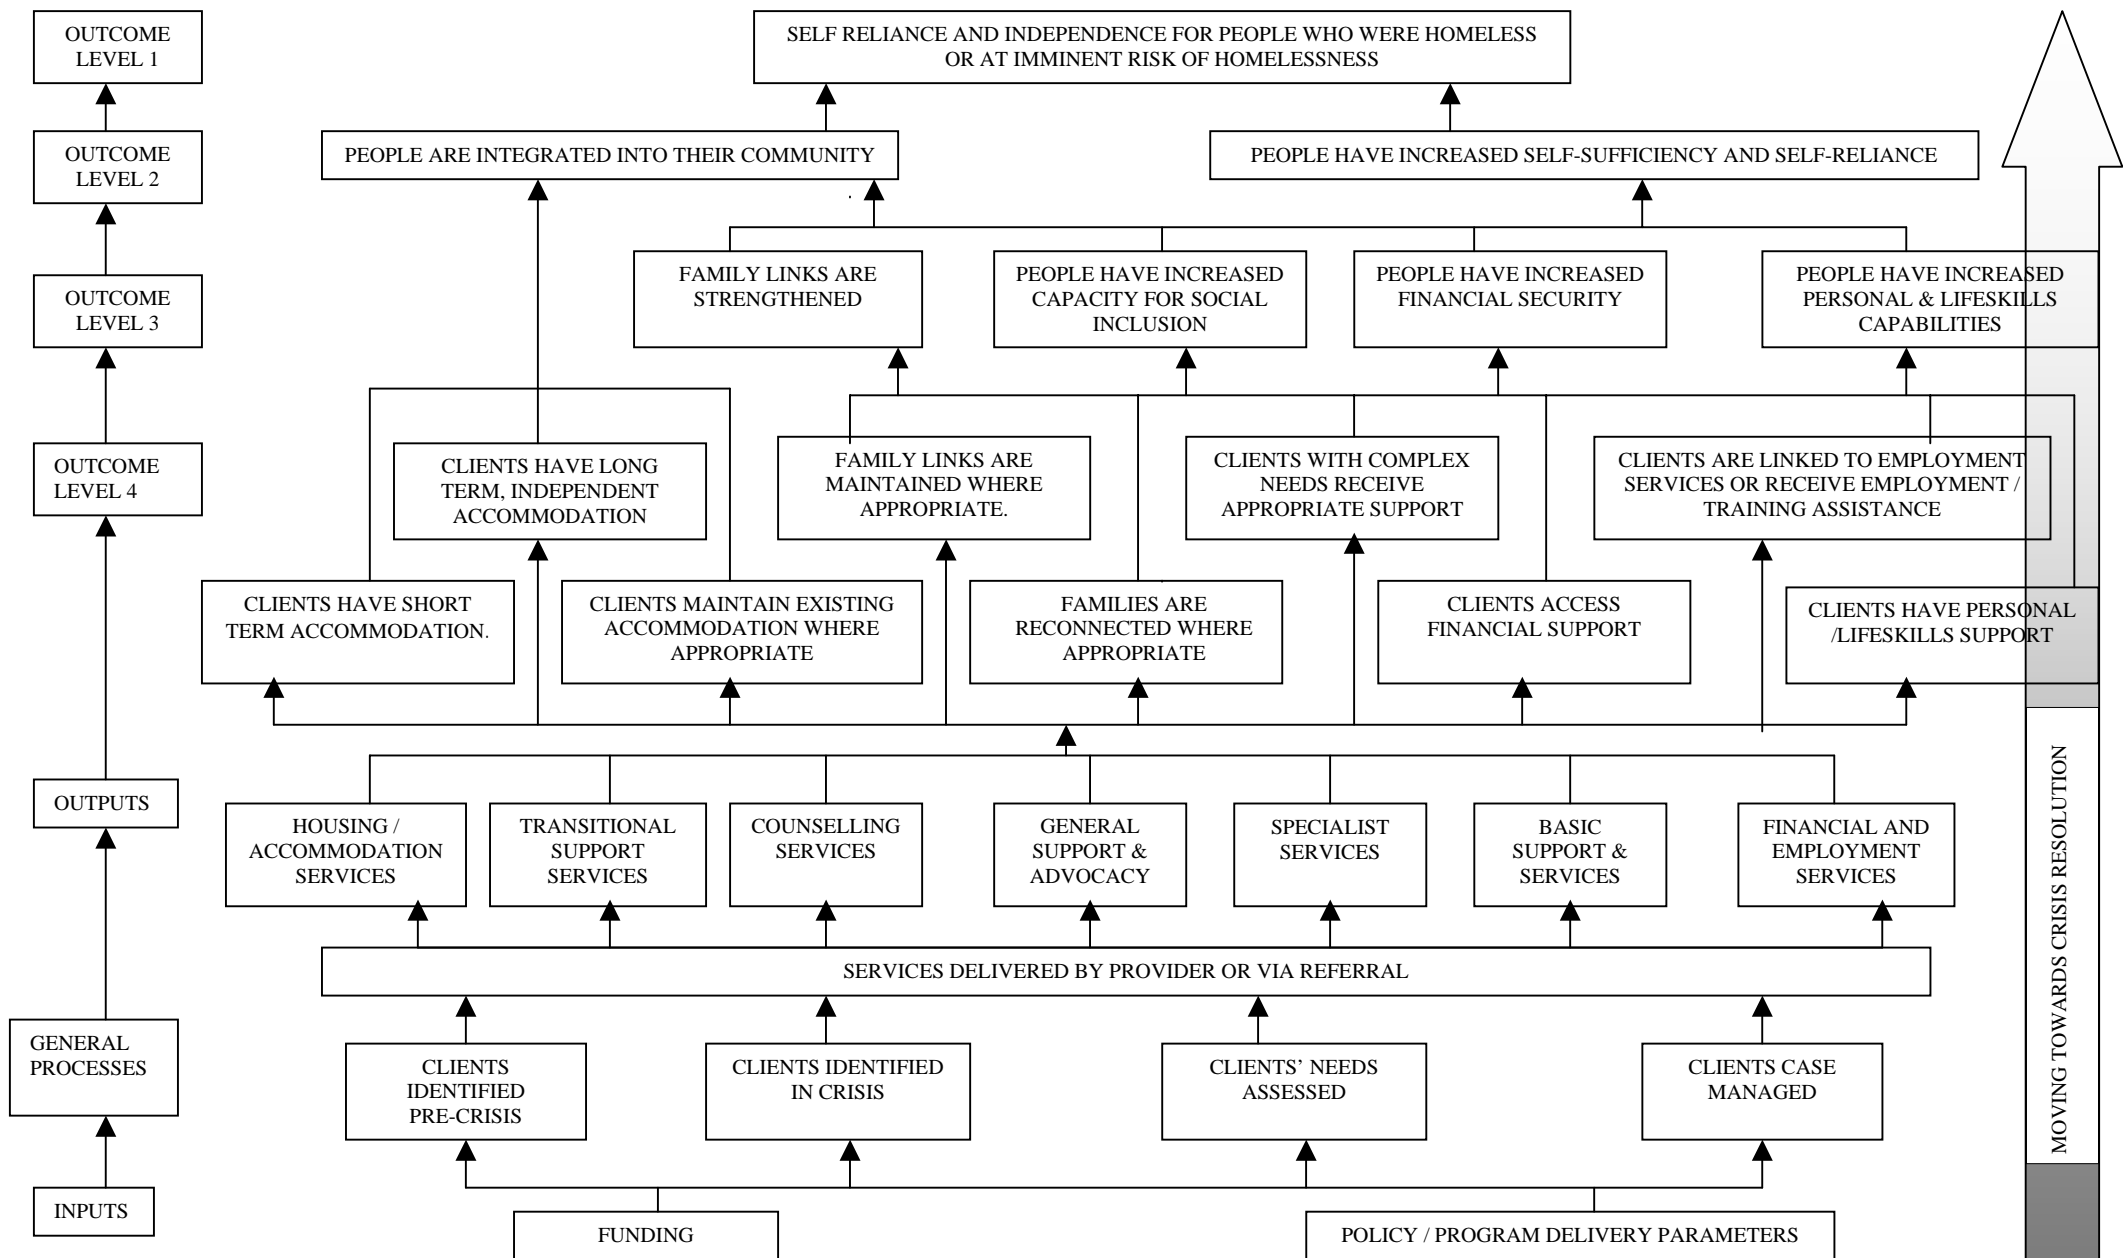 OUTCOME
LEVEL 1
SELF RELIANCE AND INDEPENDENCE FOR PEOPLE WHO WERE HOMELESS
OR AT IMMINENT RISK OF HOMELESSNESS
OUTCOME
LEVEL 2
PEOPLE ARE INTEGRATED INTO THEIR COMMUNITY
PEOPLE HAVE INCREASED SELF-SUFFICIENCY AND SELF-RELIANCE
OUTCOME
LEVEL 3
FAMILY LINKS ARE
STRENGTHENED
PEOPLE HAVE INCREASED
CAPACITY FOR SOCIAL
INCLUSION
PEOPLE HAVE INCREASED
FINANCIAL SECURITY
PEOPLE HAVE INCREASED
PERSONAL & LIFESKILLS
CAPABILITIES
OUTCOME
LEVEL 4
CLIENTS HAVE LONG
TERM, INDEPENDENT
ACCOMMODATION
FAMILY LINKS ARE
MAINTAINED WHERE
APPROPRIATE.
CLIENTS WITH COMPLEX
NEEDS RECEIVE
APPROPRIATE SUPPORT
CLIENTS ARE LINKED TO EMPLOYMENT
SERVICES OR RECEIVE EMPLOYMENT /
TRAINING ASSISTANCE
CLIENTS HAVE SHORT
TERM ACCOMMODATION.
CLIENTS MAINTAIN EXISTING
ACCOMMODATION WHERE
APPROPRIATE
FAMILIES ARE
RECONNECTED WHERE
APPROPRIATE
CLIENTS ACCESS
FINANCIAL SUPPORT
CLIENTS HAVE PERSONAL
/LIFESKILLS SUPPORT
OUTPUTS
HOUSING /
ACCOMMODATION
SERVICES
TRANSITIONAL
SUPPORT
SERVICES
COUNSELLING
SERVICES
GENERAL
SUPPORT &
ADVOCACY
SPECIALIST
SERVICES
BASIC
SUPPORT &
SERVICES
FINANCIAL AND
EMPLOYMENT
SERVICES
SERVICES DELIVERED BY PROVIDER OR VIA REFERRAL
GENERAL
PROCESSES
CLIENTS
IDENTIFIED
PRE-CRISIS
CLIENTS IDENTIFIED
IN CRISIS
CLIENTS’ NEEDS
ASSESSED
CLIENTS CASE
MANAGED
INPUTS
FUNDING
POLICY / PROGRAM DELIVERY PARAMETERS
MOVING TOWARDS CRISIS RESOLUTION